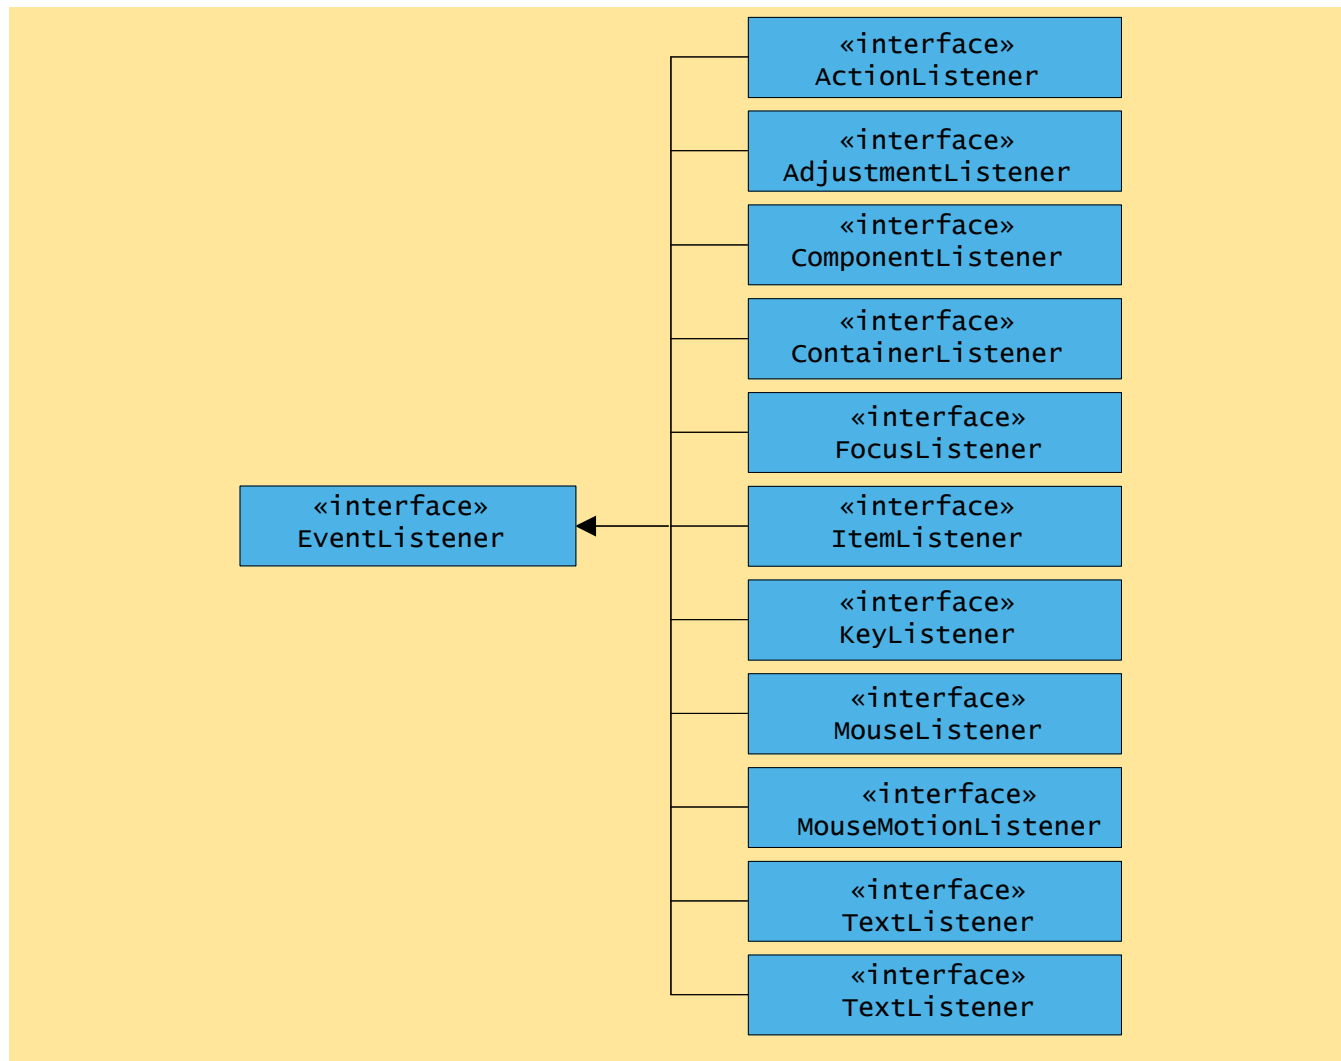 «interface»
ActionListener
«interface»
AdjustmentListener
«interface»
ComponentListener
«interface»
ContainerListener
«interface»
FocusListener
«interface»
EventListener
«interface»
ItemListener
«interface»
KeyListener
«interface»
MouseListener
«interface»
MouseMotionListener
«interface»
TextListener
«interface»
TextListener